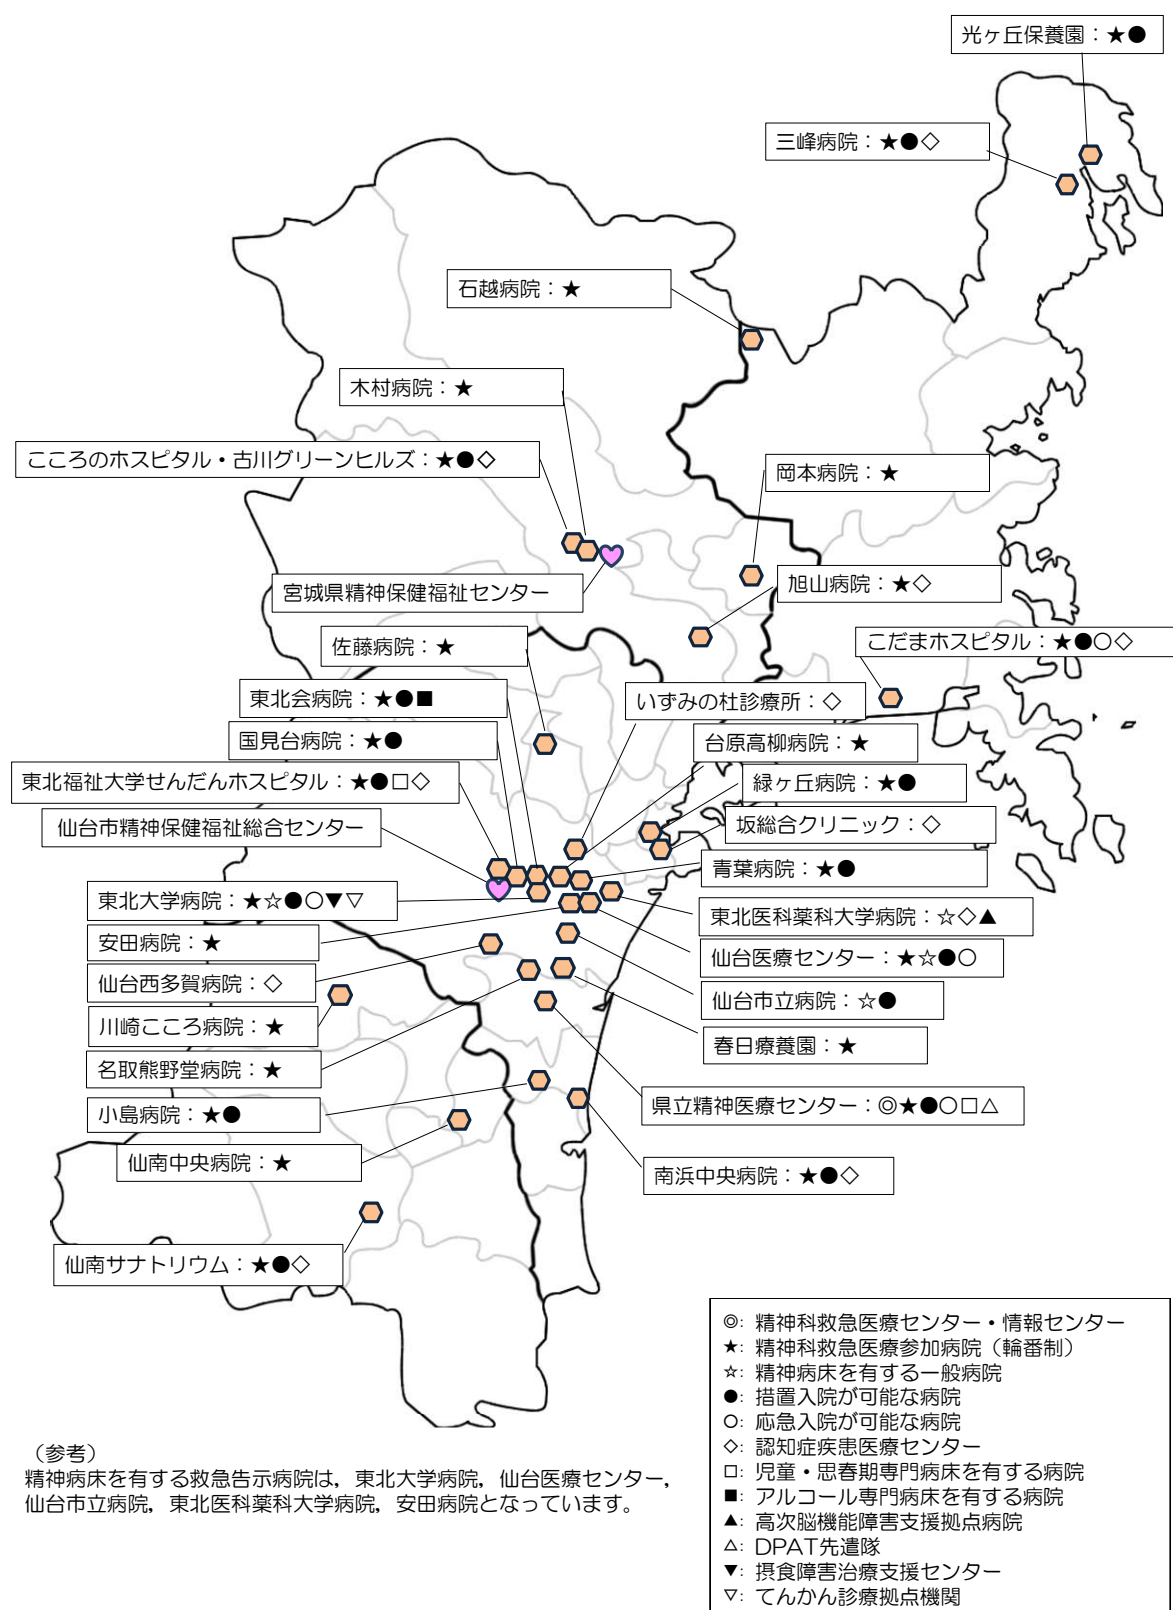 光ヶ丘保養園：★●
三峰病院：★●◇
石越病院：★
木村病院：★
こころのホスピタル・古川グリーンヒルズ：★●◇
岡本病院：★
宮城県精神保健福祉センター
旭山病院：★◇
佐藤病院：★
こだまホスピタル：★●○◇
東北会病院：★●■
いずみの杜診療所：◇
国見台病院：★●
台原高柳病院：★
東北福祉大学せんだんホスピタル：★●□◇
緑ヶ丘病院：★●
仙台市精神保健福祉総合センター
坂総合クリニック：◇
青葉病院：★●
東北大学病院：★☆●○▼▽
東北医科薬科大学病院：☆◇▲
安田病院：★
仙台医療センター：★☆●○
仙台西多賀病院：◇
仙台市立病院：☆●
川崎こころ病院：★
春日療養園：★
名取熊野堂病院：★
県立精神医療センター：◎★●○□△
小島病院：★●
仙南中央病院：★
南浜中央病院：★●◇
仙南サナトリウム：★●◇
◎: 精神科救急医療センター・情報センター
★: 精神科救急医療参加病院（輪番制）
☆: 精神病床を有する一般病院
●: 措置入院が可能な病院
○: 応急入院が可能な病院
◇: 認知症疾患医療センター
□: 児童・思春期専門病床を有する病院
■: アルコール専門病床を有する病院
▲: 高次脳機能障害支援拠点病院
△: DPAT先遣隊
▼: 摂食障害治療支援センター
▽: てんかん診療拠点機関
（参考）
精神病床を有する救急告示病院は，東北大学病院，仙台医療センター，
仙台市立病院，東北医科薬科大学病院，安田病院となっています。